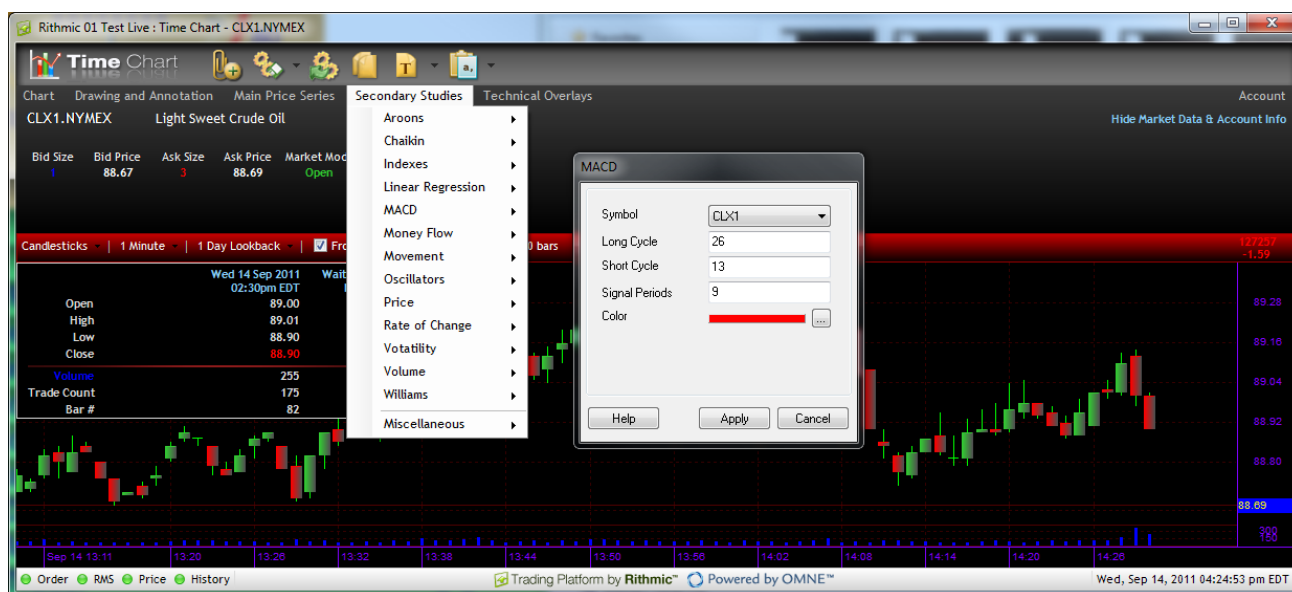 Rithmic 01 Test Live : Time Chart - CLX1.NYMEX
Time Chart
T
a,
Chart Drawing and Annotation Main Price Series Secondary Studies Technical Overlays Account
CLX1.NYMEX Light Sweet Crude Oil Hide Market Data & Account Info
Bid Size Bid Price Ask Size Ask Price Market Mod
1 88.67 3 88.69 Open
Aroons
Chaikin
Indexes
Linear Regression
MACD
Money Flow
Movement
Oscillators
Price
Rate of Change
Votatility
Volume
Williams
Miscellaneous
MACD
Symbol CLX1
Long Cycle 26
Short Cycle 13
Signal Periods 9
Color ...
Help Apply Cancel
Candlesticks | 1 Minute | 1 Day Lookback | Fro 0 bars
127257
-1.59
Wed 14 Sep 2011 Wait
02:30pm EDT
Open 89.00
High 89.01
Low 88.90
Close 88.90
Volume 255
Trade Count 175
Bar # 82
89.28
89.16
89.04
88.92
88.80
88.69
300
150
Sep 14 13:11 13:20 13:26 13:32 13:38 13:44 13:50 13:56 14:02 14:08 14:14 14:20 14:26
Order RMS Price History Trading Platform by Rithmic™ Powered by OMNE™ Wed, Sep 14, 2011 04:24:53 pm EDT